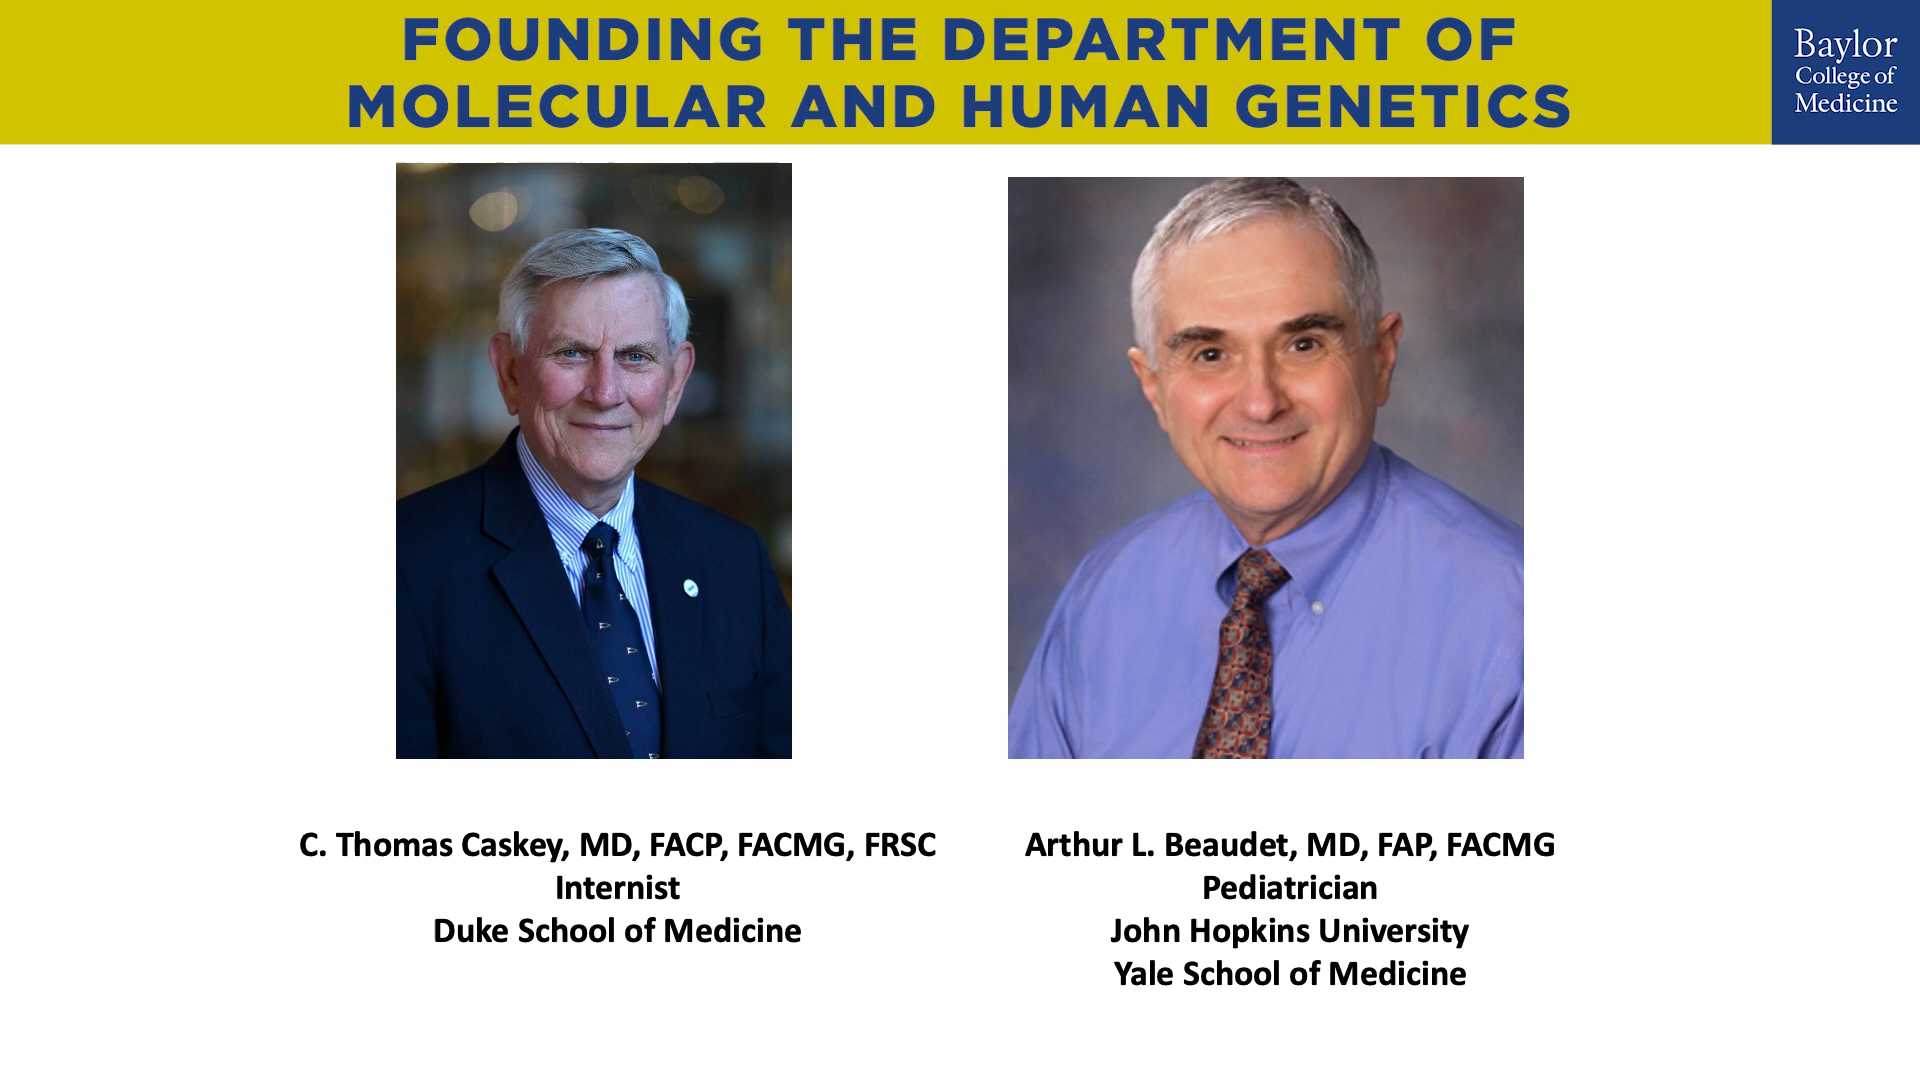 FOUNDING THE DEPARTMENT OF
MOLECULAR AND HUMAN GENETICS
Baylor
College of
Medicine
C. Thomas Caskey, MD, FACP, FACMG, FRSC
Internist
Duke School of Medicine
Arthur L. Beaudet, MD, FAP, FACMG
Pediatrician
John Hopkins University
Yale School of Medicine